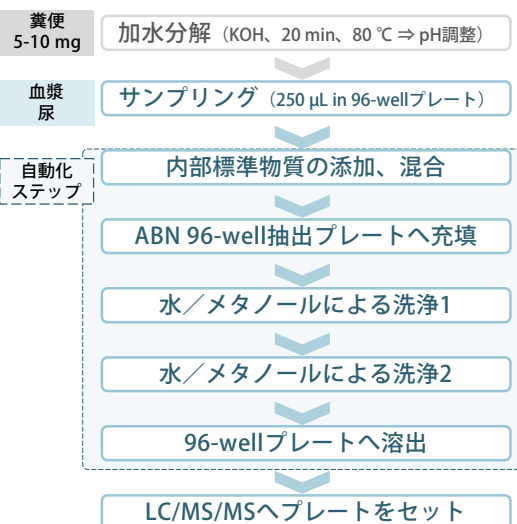 糞便
5-10 mg
加水分解（KOH、20 min、80 ℃ ⇒ pH調整）
血漿
尿
サンプリング（250 µL in 96-wellプレート）
自動化
ステップ
内部標準物質の添加、混合
ABN 96-well抽出プレートへ充填
水／メタノールによる洗浄1
水／メタノールによる洗浄2
96-wellプレートへ溶出
LC/MS/MSへプレートをセット